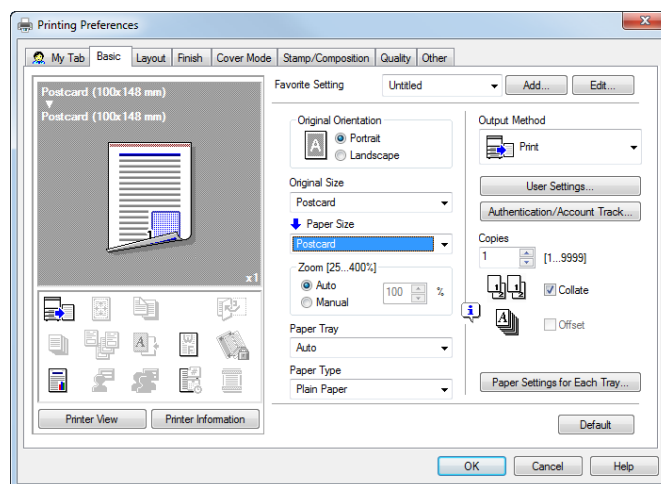 Printing Preferences
My Tab
Basic
Layout
Finish
Cover Mode
Stamp/Composition
Quality
Other
Postcard (100x148 mm)
Postcard (100x148 mm)
1
x1
Printer View
Printer Information
Favorite Setting
Untitled
Add...
Edit...
Original Orientation
A
Portrait
Landscape
Original Size
Postcard
Paper Size
Postcard
Zoom [25...400%]
Auto
Manual
100
%
Paper Tray
Auto
Paper Type
Plain Paper
Output Method
Print
User Settings...
Authentication/Account Track...
Copies
1
[1...9999]
Collate
Offset
Paper Settings for Each Tray...
Default
OK
Cancel
Help